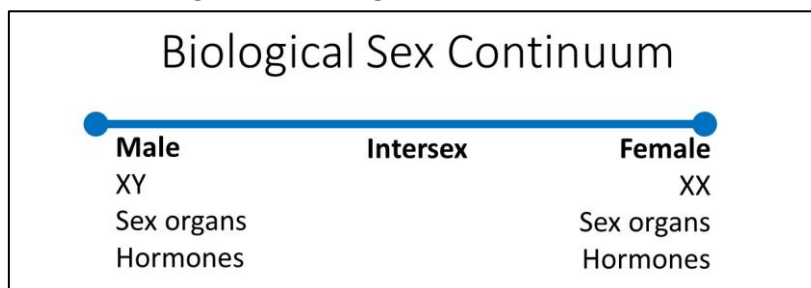 Biological Sex Continuum
Male Intersex Female
XY XX
Sex organs Sex organs
Hormones Hormones